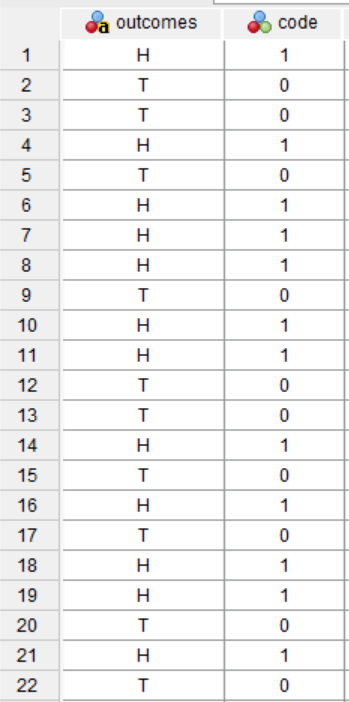 outcomes code
1 H 1
2 T 0
3 T 0
4 H 1
5 T 0
6 H 1
7 H 1
8 H 1
9 T 0
10 H 1
11 H 1
12 T 0
13 T 0
14 H 1
15 T 0
16 H 1
17 T 0
18 H 1
19 H 1
20 T 0
21 H 1
22 T 0